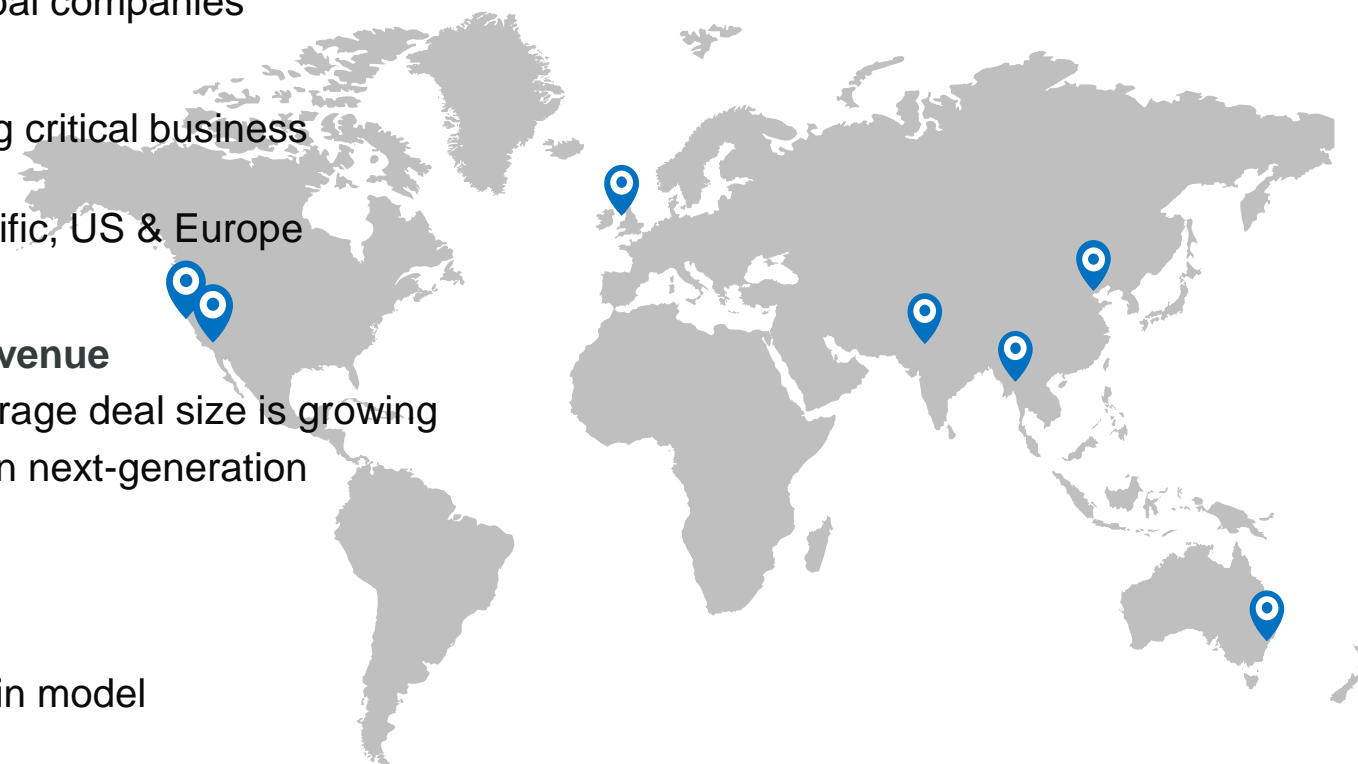 bal companies
g critical business
ific, US & Europe
venue
rage deal size is growing
n next-generation
in model